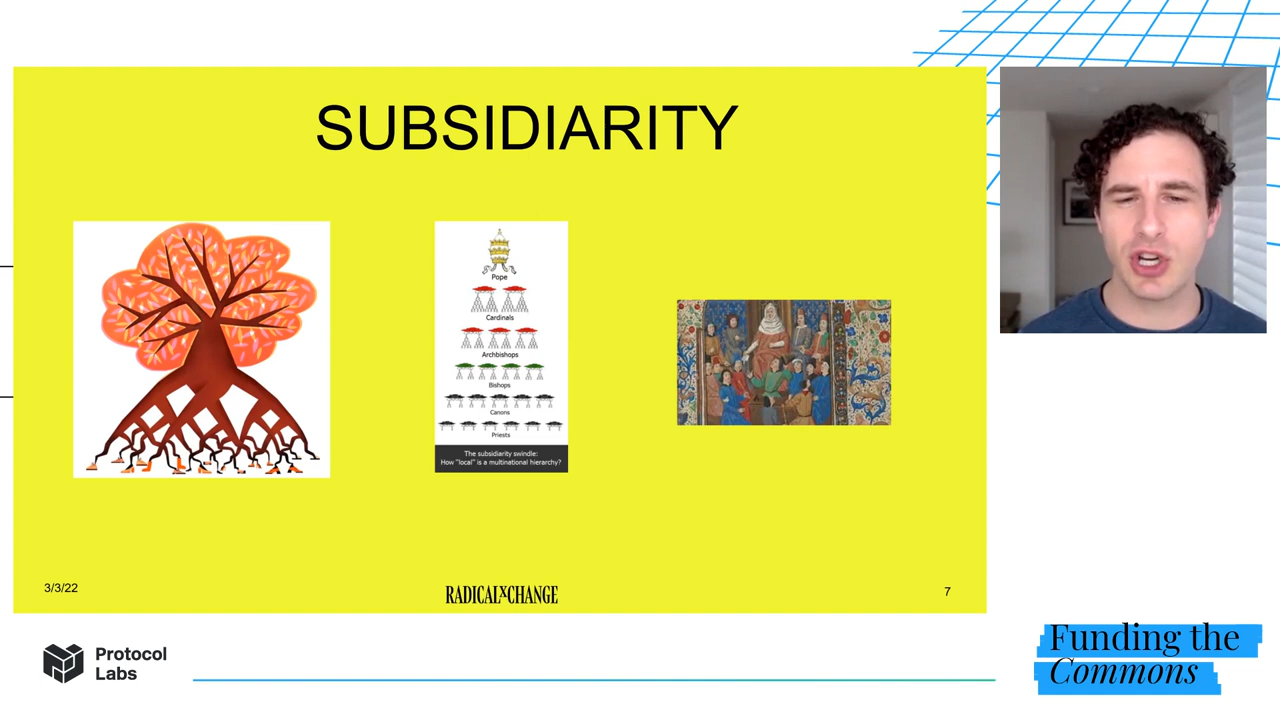 SUBSIDIARITY
Pope
Cardinals
Archbishops
Bishops
Canons
Priests
The subsidiarity swindle:
How "local" is a multinational hierarchy?
3/3/22
RADICALxCHANGE
7
Protocol
Labs
Funding the
Commons